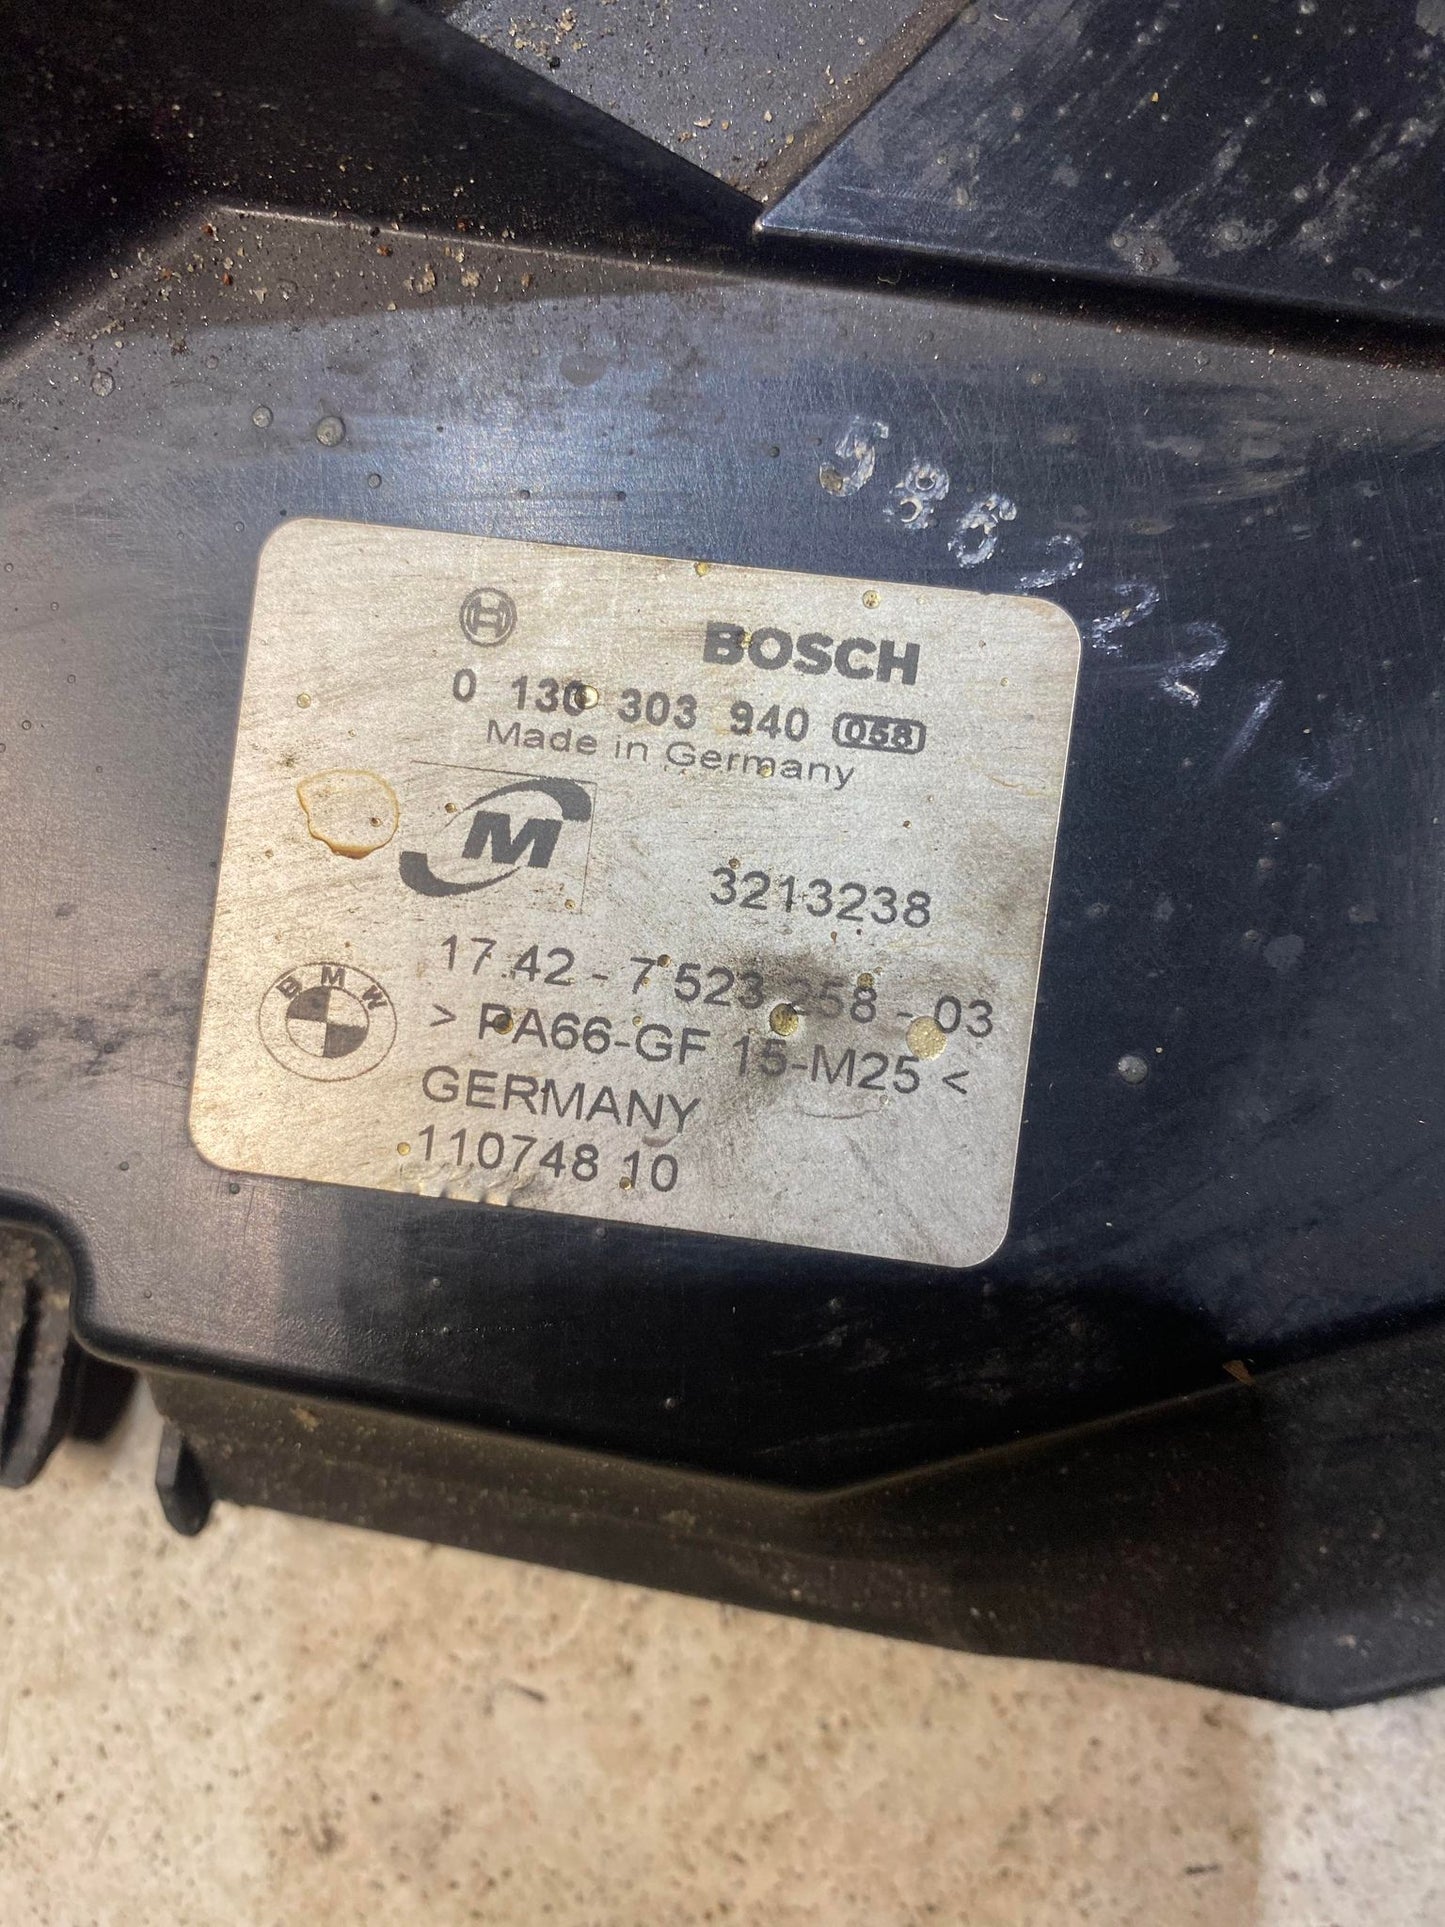 BOSCH
0 130 303 940 058
Made in Germany
M
3213238
17.42 - 7 523 258 - 03
BMW
> PA66-GF 15-M25 <
GERMANY
110748 10